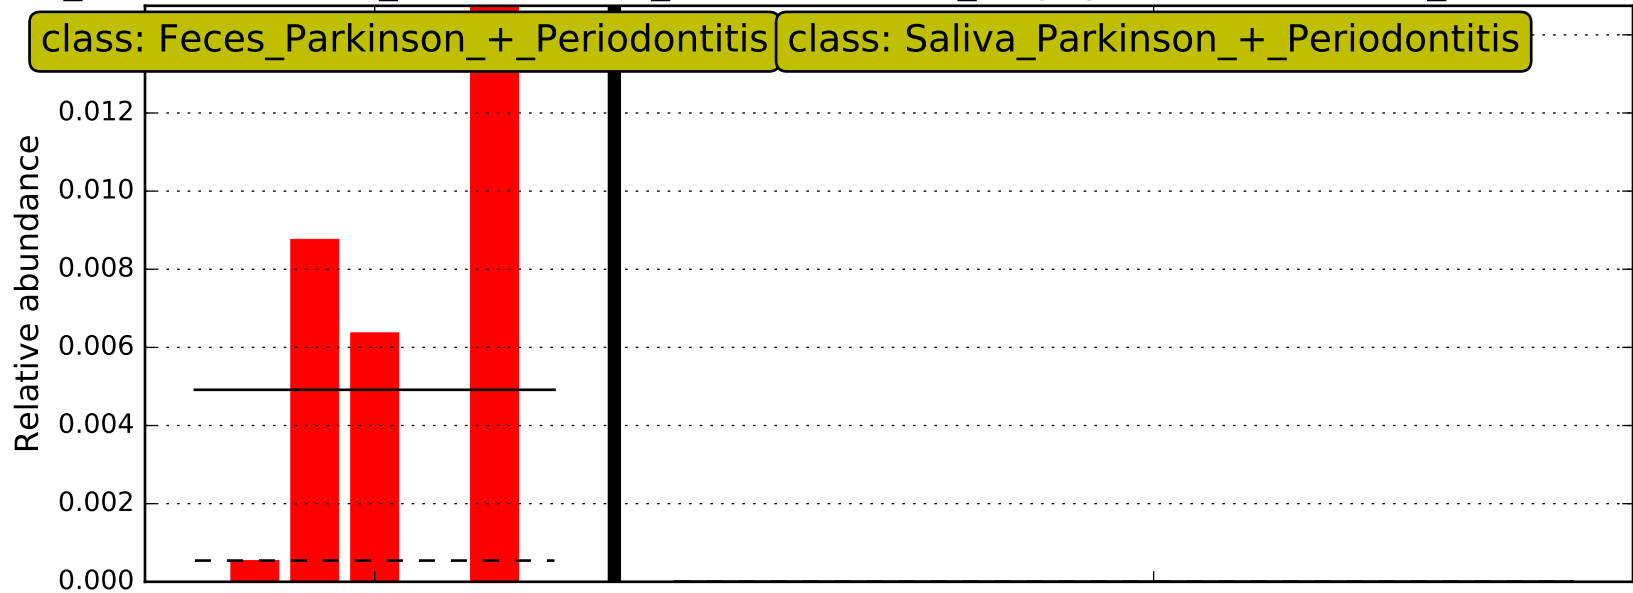 class: Feces_Parkinson_+_Periodontitis
class: Saliva_Parkinson_+_Periodontitis
0.012
0.010
0.008
0.006
0.004
0.002
0.000
Relative abundance